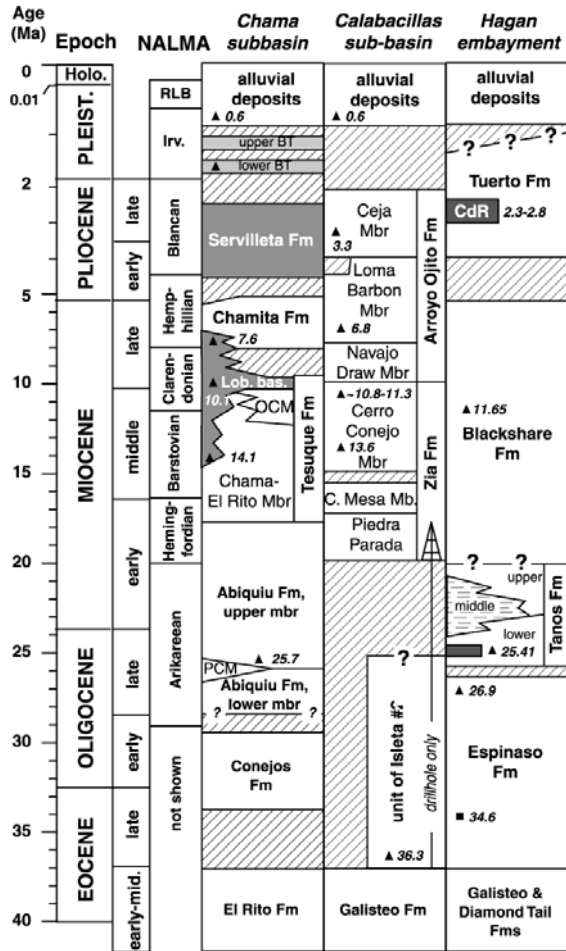 Age
(Ma)
Epoch
NALMA
Chama
subbasin
Calabacillas
sub-basin
Hagan
embayment
0
0.01
2
5
10
15
20
25
30
35
40
Holo.
PLEIST.
PLIOCENE
MIOCENE
OLIGOCENE
EOCENE
late
early
late
middle
early
late
early
late
early-mid.
RLB
Irv.
Blancan
Hemp-
hillian
Claren-
donian
Barstovian
Heming-
fordian
Arikareean
not shown
alluvial
deposits
0.6
upper BT
lower BT
Servilleta Fm
Chamita Fm
7.6
Lob. bas.
10.1
OCM
14.1
Chama-
El Rito Mbr
Tesuque Fm
Abiquiu Fm,
upper mbr
25.7
PCM
Abiquiu Fm,
lower mbr
? ?
Conejos
Fm
El Rito Fm
alluvial
deposits
0.6
Ceja
Mbr
3.3
Loma
Barbon
Mbr
6.8
Navajo
Draw Mbr
Arroyo Ojito Fm
~10.8-11.3
Cerro
Conejo
13.6
Mbr
C. Mesa Mb.
Piedra
Parada
Zia Fm
?
unit of Isleta #2
drillhole only
36.3
Galisteo Fm
alluvial
deposits
? ?
Tuerto Fm
CdR
2.3-2.8
11.65
Blackshare
Fm
? ?
upper
middle
lower
Tanos Fm
25.41
26.9
Espinaso
Fm
34.6
Galisteo &
Diamond Tail
Fms